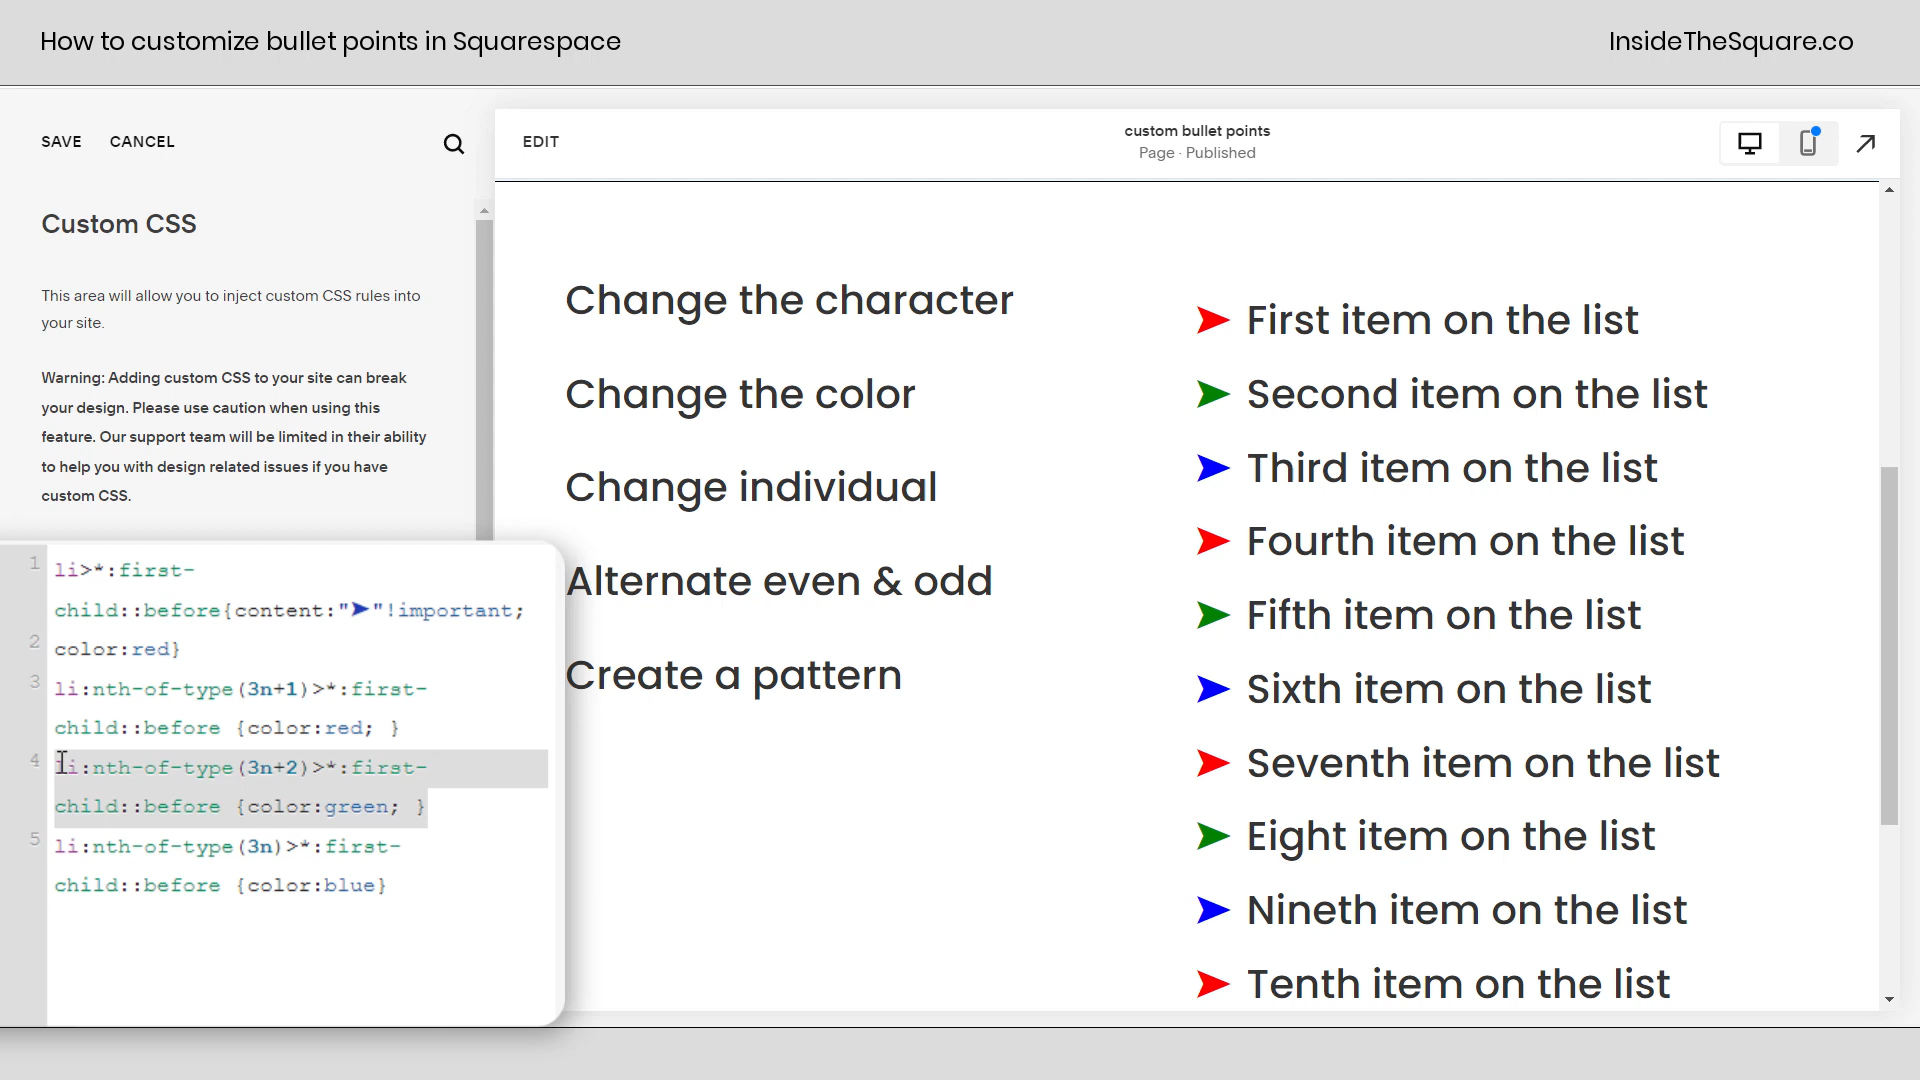 How to customize bullet points in Squarespace
InsideTheSquare.co
SAVE CANCEL
Custom CSS
This area will allow you to inject custom CSS rules into
your site.
Warning: Adding custom CSS to your site can break
your design. Please use caution when using this
feature. Our support team will be limited in their ability
to help you with design related issues if you have
custom CSS.
1 li>*:first-
child::before{content:"➤"!important;
2 color:red}
3 li:nth-of-type(3n+1)>*:first-
child::before {color:red; }
4 li:nth-of-type(3n+2)>*:first-
child::before {color:green; }
5 li:nth-of-type(3n)>*:first-
child::before {color:blue}
EDIT
custom bullet points
Page · Published
Change the character
Change the color
Change individual
Alternate even & odd
Create a pattern
➤ First item on the list
➤ Second item on the list
➤ Third item on the list
➤ Fourth item on the list
➤ Fifth item on the list
➤ Sixth item on the list
➤ Seventh item on the list
➤ Eight item on the list
➤ Nineth item on the list
➤ Tenth item on the list